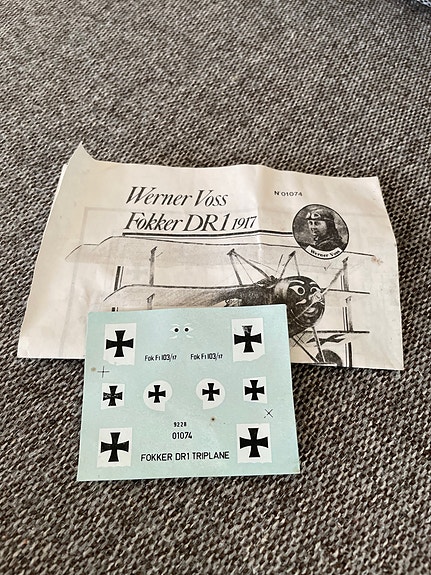 Werner Voss
N°01074
Fokker DR1 1917
Werner Voss
Fok F1 103/17
Fok F1 103/17
9228
01074
FOKKER DR1 TRIPLANE